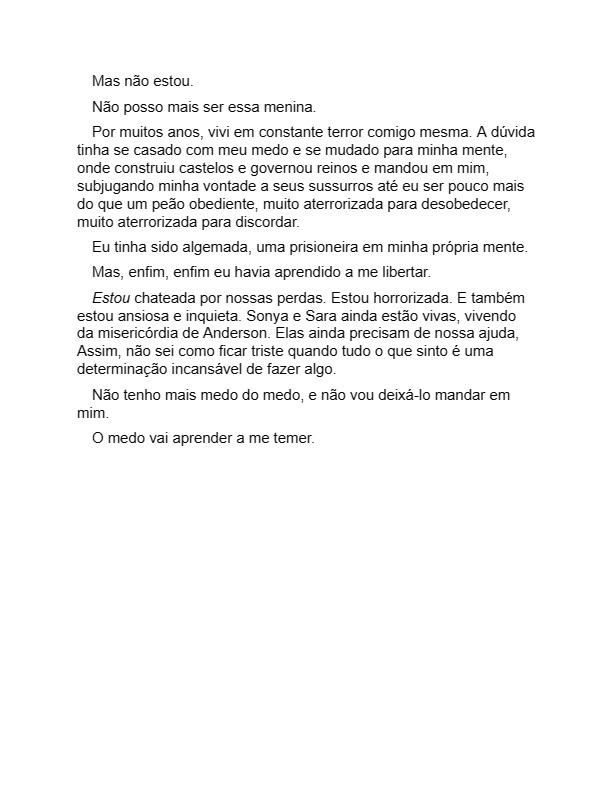 Mas não estou.
Não posso mais ser essa menina.
Por muitos anos, vivi em constante terror comigo mesma. A dúvida
tinha se casado com meu medo e se mudado para minha mente,
onde construiu castelos e governou reinos e mandou em mim,
subjugando minha vontade a seus sussurros até eu ser pouco mais
do que um peão obediente, muito aterrorizada para desobedecer,
muito aterrorizada para discordar.
Eu tinha sido algemada, uma prisioneira em minha própria mente.
Mas, enfim, enfim eu havia aprendido a me libertar.
Estou chateada por nossas perdas. Estou horrorizada. E também
estou ansiosa e inquieta. Sonya e Sara ainda estão vivas, vivendo
da misericórdia de Anderson. Elas ainda precisam de nossa ajuda,
Assim, não sei como ficar triste quando tudo o que sinto é uma
determinação incansável de fazer algo.
Não tenho mais medo do medo, e não vou deixá-lo mandar em
mim.
O medo vai aprender a me temer.